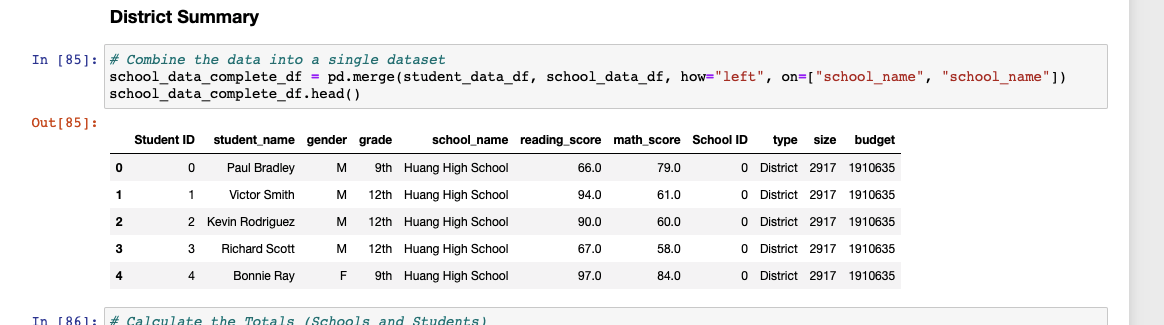 District Summary
In [85]: # Combine the data into a single dataset
school_data_complete_df = pd.merge(student_data_df, school_data_df, how="left", on=["school_name", "school_name"])
school_data_complete_df.head()
Out[85]:
Student ID student_name gender grade school_name reading_score math_score School ID type size budget
0 0 Paul Bradley M 9th Huang High School 66.0 79.0 0 District 2917 1910635
1 1 Victor Smith M 12th Huang High School 94.0 61.0 0 District 2917 1910635
2 2 Kevin Rodriguez M 12th Huang High School 90.0 60.0 0 District 2917 1910635
3 3 Richard Scott M 12th Huang High School 67.0 58.0 0 District 2917 1910635
4 4 Bonnie Ray F 9th Huang High School 97.0 84.0 0 District 2917 1910635
In [86]: # Calculate the Totals (Schools and Students)